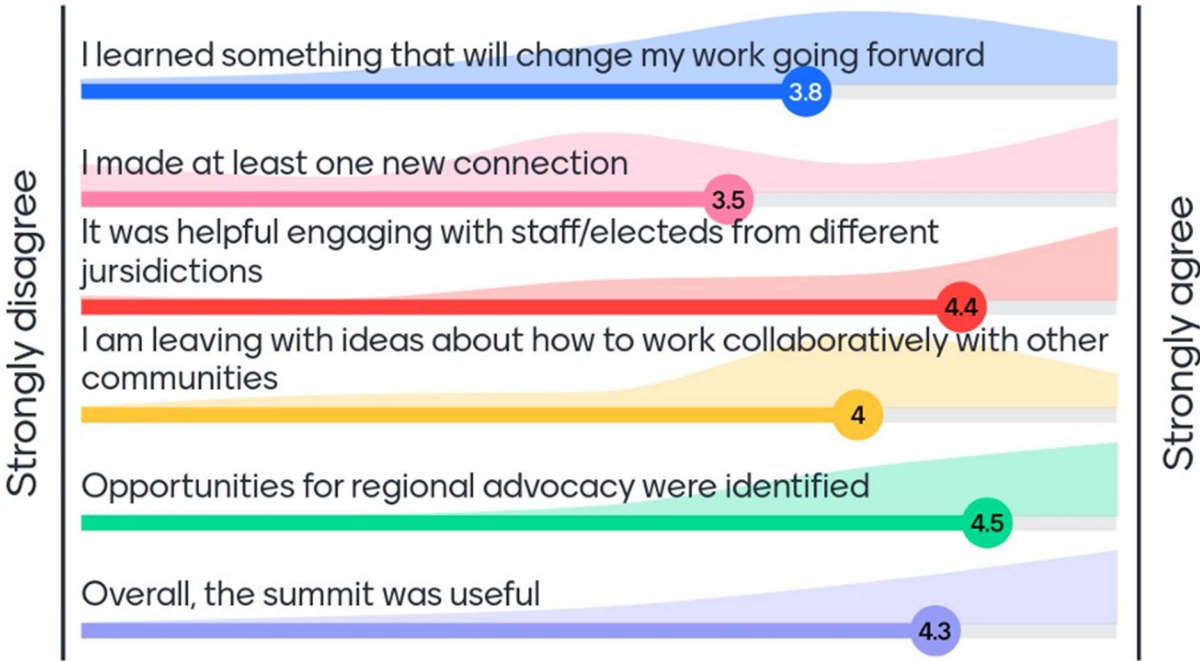 Strongly disagree
I learned something that will change my work going forward
3.8
I made at least one new connection
3.5
It was helpful engaging with staff/electeds from different
jursidictions
4.4
I am leaving with ideas about how to work collaboratively with other
communities
4
Opportunities for regional advocacy were identified
4.5
Overall, the summit was useful
4.3
Strongly agree